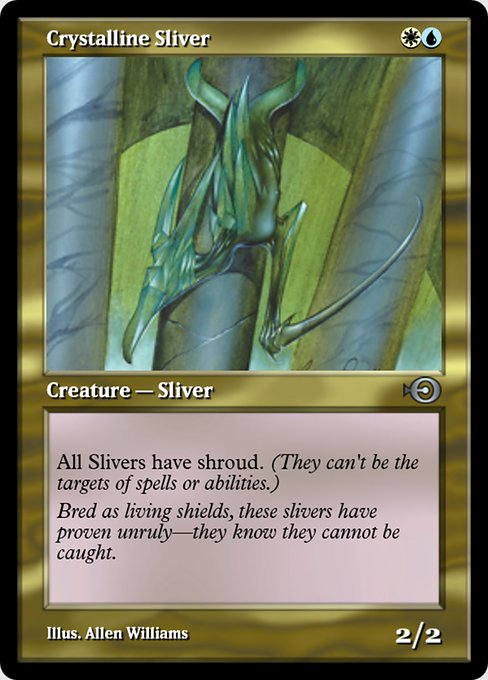 Crystalline Sliver
Creature — Sliver
All Slivers have shroud. (They can't be the
targets of spells or abilities.)
Bred as living shields, these slivers have
proven unruly—they know they cannot be
caught.
Illus. Allen Williams
2/2